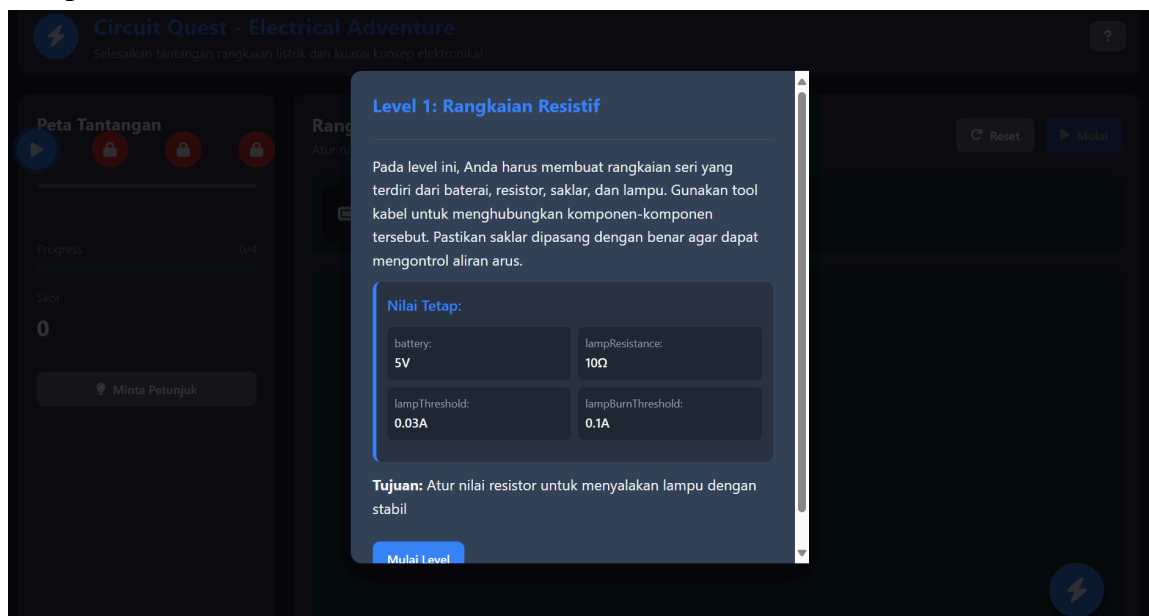 Circuit Quest - Electrical Adventure
Selesaikan tantangan rangkaian listrik dan kuasai konsep elektronika!
?
Peta Tantangan
Rang
Atur ni
Reset
Mulai
Progress 0/4
Skor
0
Minta Petunjuk
Level 1: Rangkaian Resistif
Pada level ini, Anda harus membuat rangkaian seri yang
terdiri dari baterai, resistor, saklar, dan lampu. Gunakan tool
kabel untuk menghubungkan komponen-komponen
tersebut. Pastikan saklar dipasang dengan benar agar dapat
mengontrol aliran arus.
Nilai Tetap:
battery:
5V
lampResistance:
10Ω
lampThreshold:
0.03A
lampBurnThreshold:
0.1A
Tujuan: Atur nilai resistor untuk menyalakan lampu dengan
stabil
Mulai Level